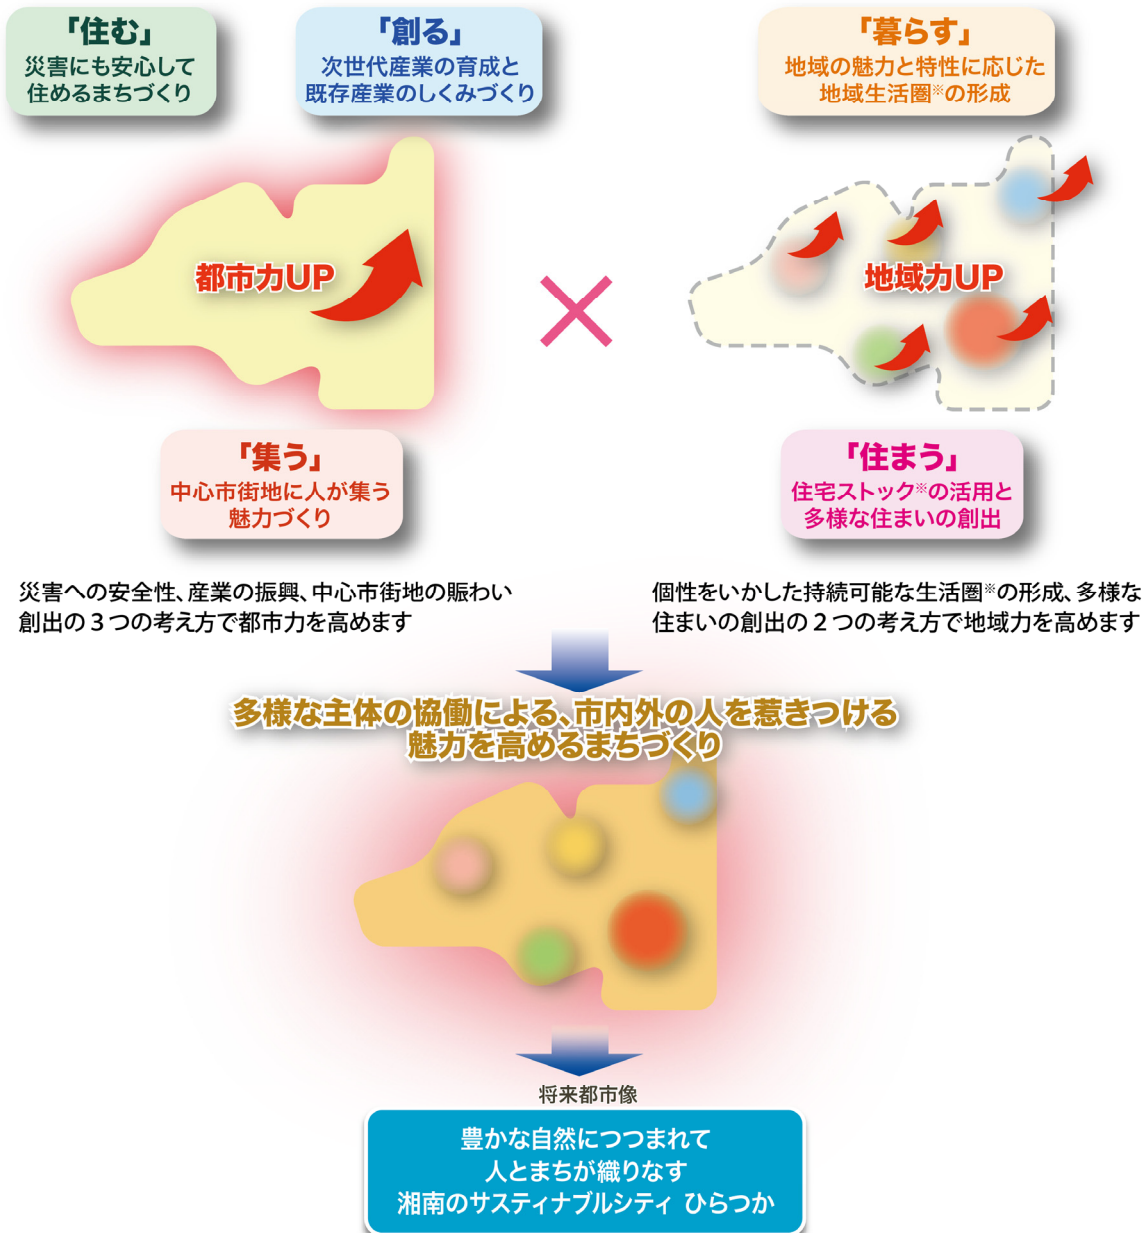 「住む」
災害にも安心して
住めるまちづくり
「創る」
次世代産業の育成と
既存産業のしくみづくり
「暮らす」
地域の魅力と特性に応じた
地域生活圏※の形成
都市力UP
地域力UP
「集う」
中心市街地に人が集う
魅力づくり
「住まう」
住宅ストック※の活用と
多様な住まいの創出
災害への安全性、産業の振興、中心市街地の賑わい
創出の3つの考え方で都市力を高めます
個性をいかした持続可能な生活圏※の形成、多様な
住まいの創出の2つの考え方で地域力を高めます
多様な主体の協働による、市内外の人を惹きつける
魅力を高めるまちづくり
将来都市像
豊かな自然につつまれて
人とまちが織りなす
湘南のサスティナブルシティ ひらつか